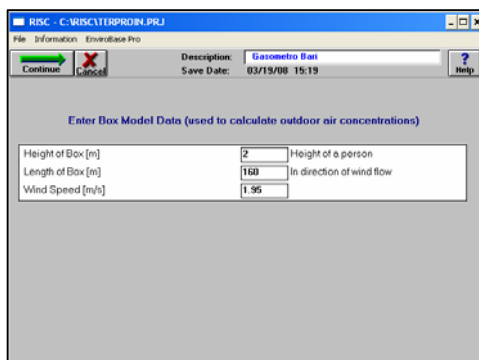 RISC - C:\RISC\TERPROIN.PRJ
File Information EnviroBase Pro
Continue Cancel Description: Gasometro Bari ? Help
Save Date: 03/19/08 15:19
Enter Box Model Data (used to calculate outdoor air concentrations)
Height of Box [m] 2 Height of a person
Length of Box [m] 160 In direction of wind flow
Wind Speed [m/s] 1.95